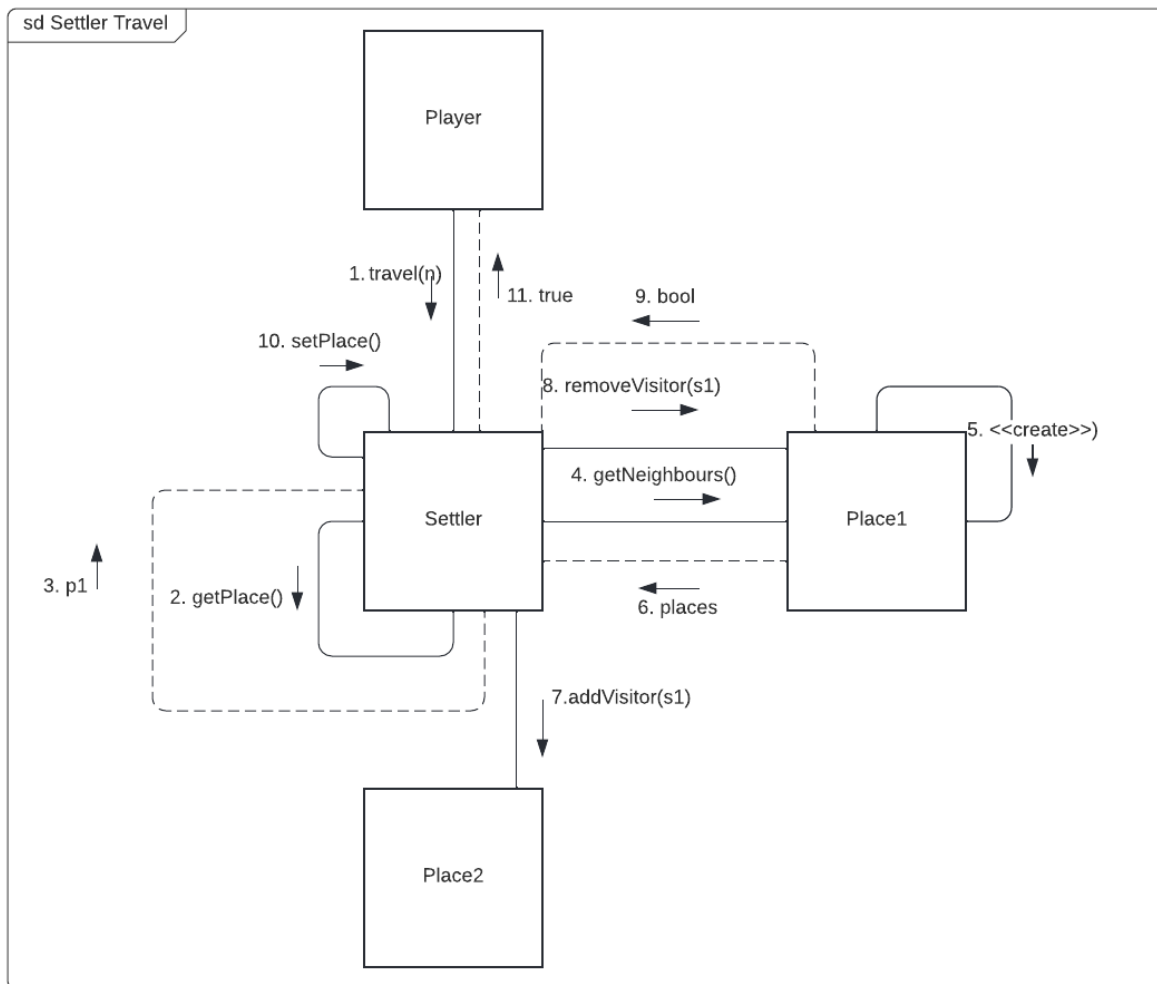 sd Settler Travel
Player
1. travel(n)
11. true
9. bool
10. setPlace()
8. removeVisitor(s1)
5. <<create>>)
4. getNeighbours()
Settler
Place1
3. p1
2. getPlace()
6. places
7.addVisitor(s1)
Place2